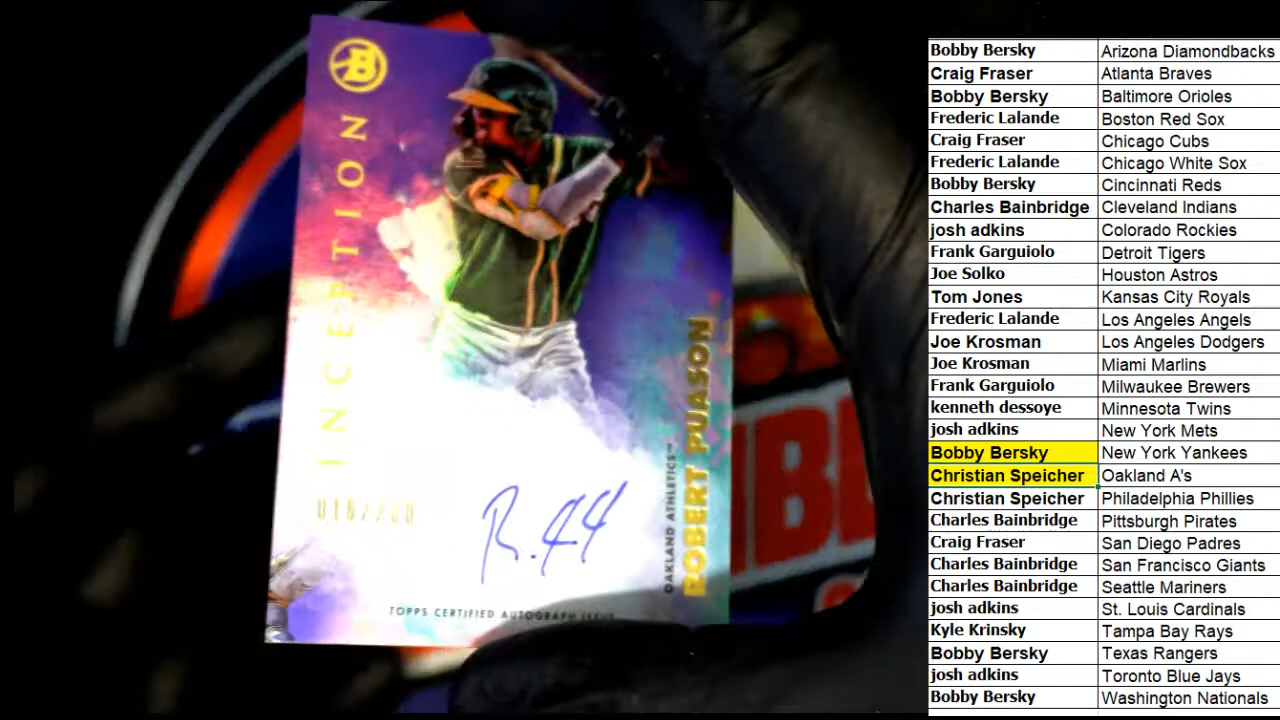 INCEPTION
ROBERT PUASON
OAKLAND ATHLETICS™
TOPPS CERTIFIED AUTOGRAPH ISSUE
Bobby Bersky Arizona Diamondbacks
Craig Fraser Atlanta Braves
Bobby Bersky Baltimore Orioles
Frederic Lalande Boston Red Sox
Craig Fraser Chicago Cubs
Frederic Lalande Chicago White Sox
Bobby Bersky Cincinnati Reds
Charles Bainbridge Cleveland Indians
josh adkins Colorado Rockies
Frank Garguiolo Detroit Tigers
Joe Solko Houston Astros
Tom Jones Kansas City Royals
Frederic Lalande Los Angeles Angels
Joe Krosman Los Angeles Dodgers
Joe Krosman Miami Marlins
Frank Garguiolo Milwaukee Brewers
kenneth dessoye Minnesota Twins
josh adkins New York Mets
Bobby Bersky New York Yankees
Christian Speicher Oakland A's
Christian Speicher Philadelphia Phillies
Charles Bainbridge Pittsburgh Pirates
Craig Fraser San Diego Padres
Charles Bainbridge San Francisco Giants
Charles Bainbridge Seattle Mariners
josh adkins St. Louis Cardinals
Kyle Krinsky Tampa Bay Rays
Bobby Bersky Texas Rangers
josh adkins Toronto Blue Jays
Bobby Bersky Washington Nationals